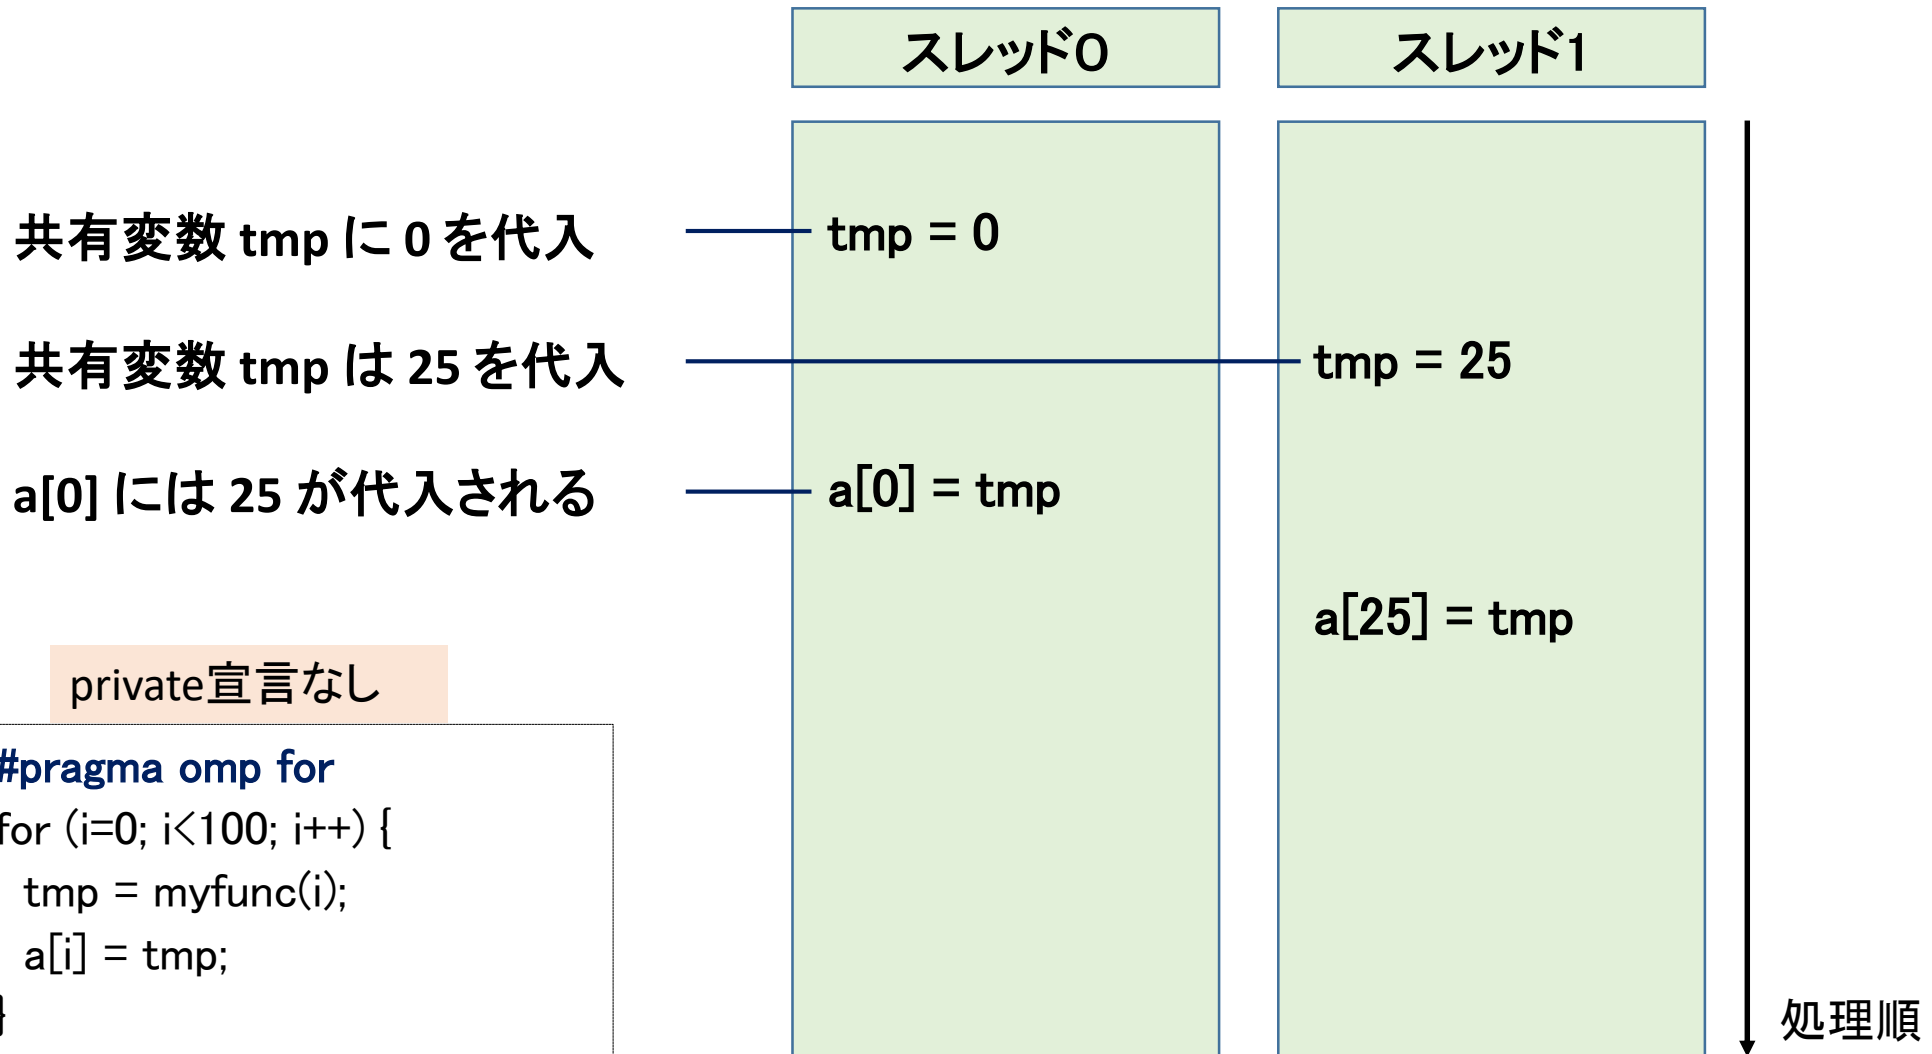 スレッド0
スレッド1
共有変数 tmp に 0 を代入
tmp = 0
共有変数 tmp は 25 を代入
tmp = 25
a[0] には 25 が代入される
a[0] = tmp
a[25] = tmp
private宣言なし
#pragma omp for
for (i=0; i<100; i++) {
tmp = myfunc(i);
a[i] = tmp;
}
処理順